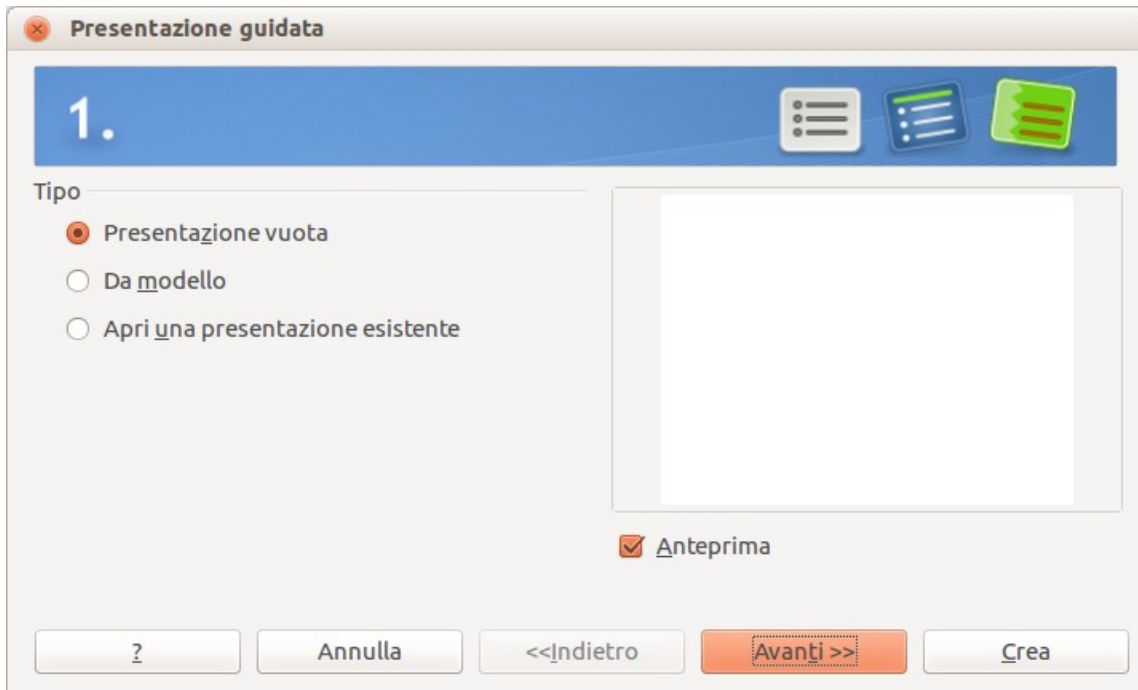 Presentazione guidata
1.
Tipo
Presentazione vuota
Da modello
Apri una presentazione esistente
Anteprima
?
Annulla
<<Indietro
Avanti >>
Crea